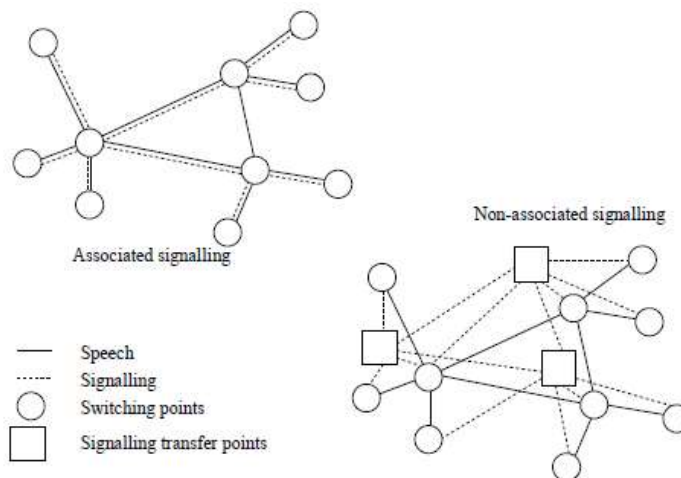 Non-associated signalling
Associated signalling
Speech
Signalling
Switching points
Signalling transfer points